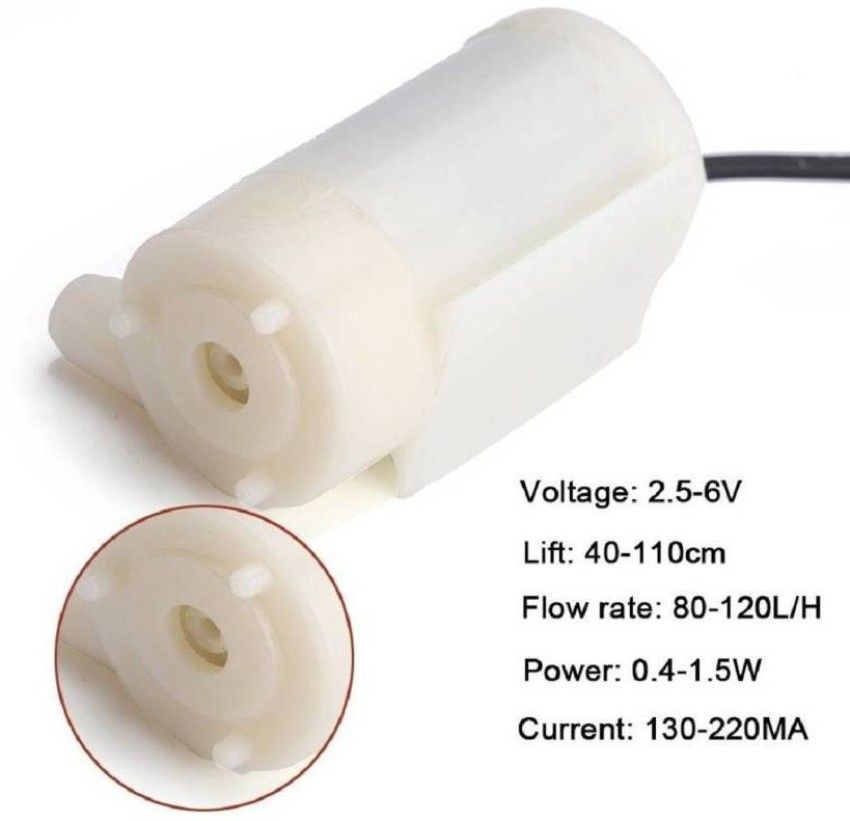 Voltage: 2.5-6V
Lift: 40-110cm
Flow rate: 80-120L/H
Power: 0.4-1.5W
Current: 130-220MA